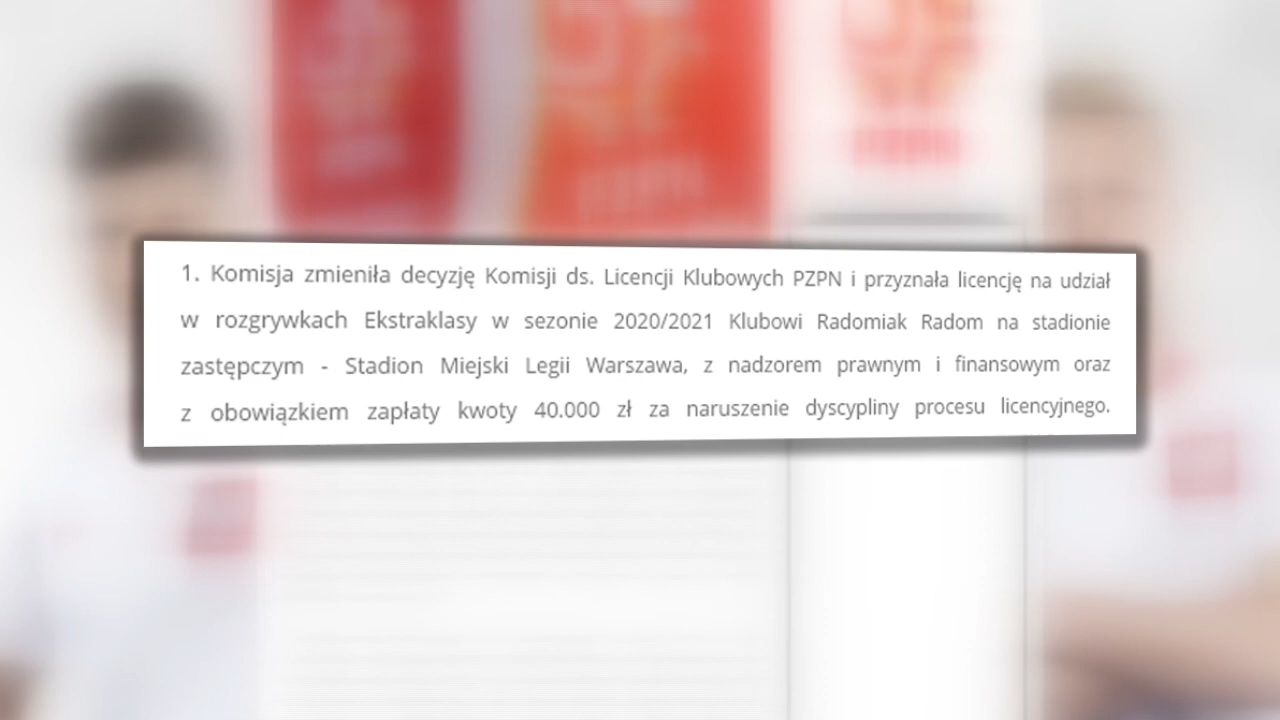 1. Komisja zmieniła decyzję Komisji ds. Licencji Klubowych PZPN i przyznała licencję na udział
w rozgrywkach Ekstraklasy w sezonie 2020/2021 Klubowi Radomiak Radom na stadionie
zastępczym - Stadion Miejski Legii Warszawa, z nadzorem prawnym i finansowym oraz
z obowiązkiem zapłaty kwoty 40.000 zł za naruszenie dyscypliny procesu licencyjnego.